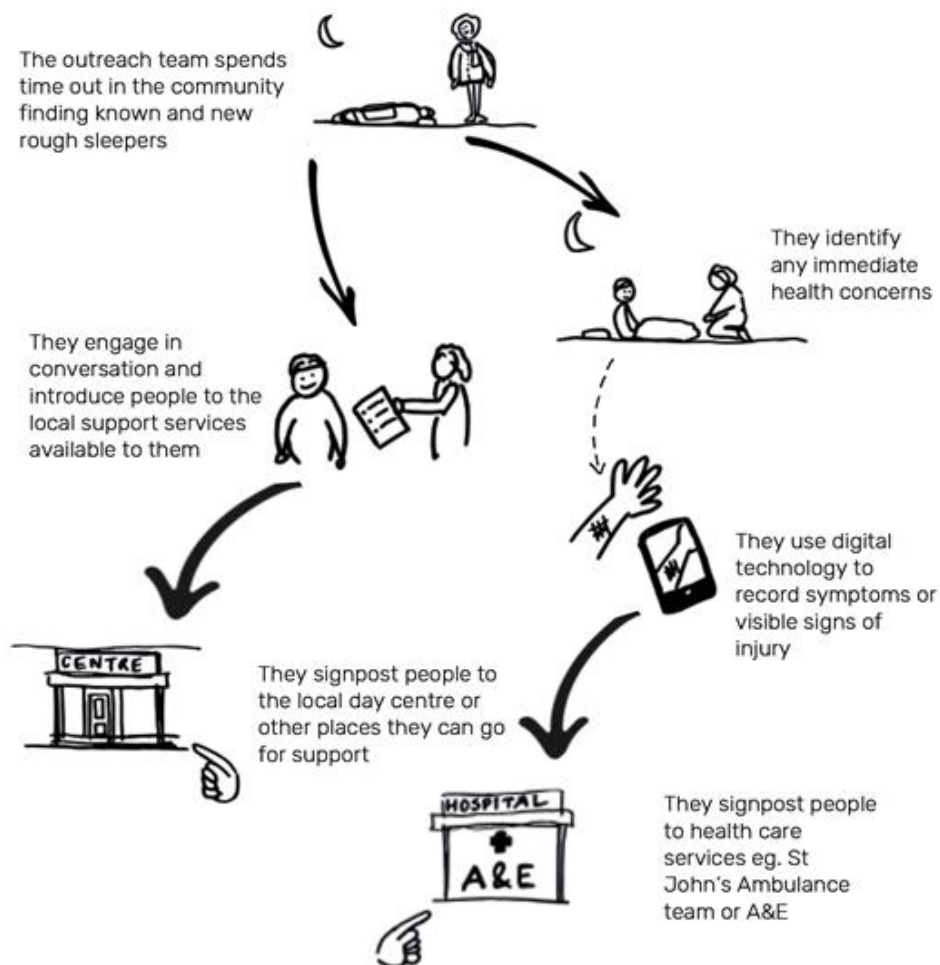 The outreach team spends
time out in the community
finding known and new
rough sleepers
They identify
any immediate
health concerns
They engage in
conversation and
introduce people to the
local support services
available to them
They use digital
technology to
record symptoms or
visible signs of
injury
CENTRE
They signpost people to
the local day centre or
other places they can go
for support
HOSPITAL
A&E
They signpost people
to health care
services eg. St
John's Ambulance
team or A&E